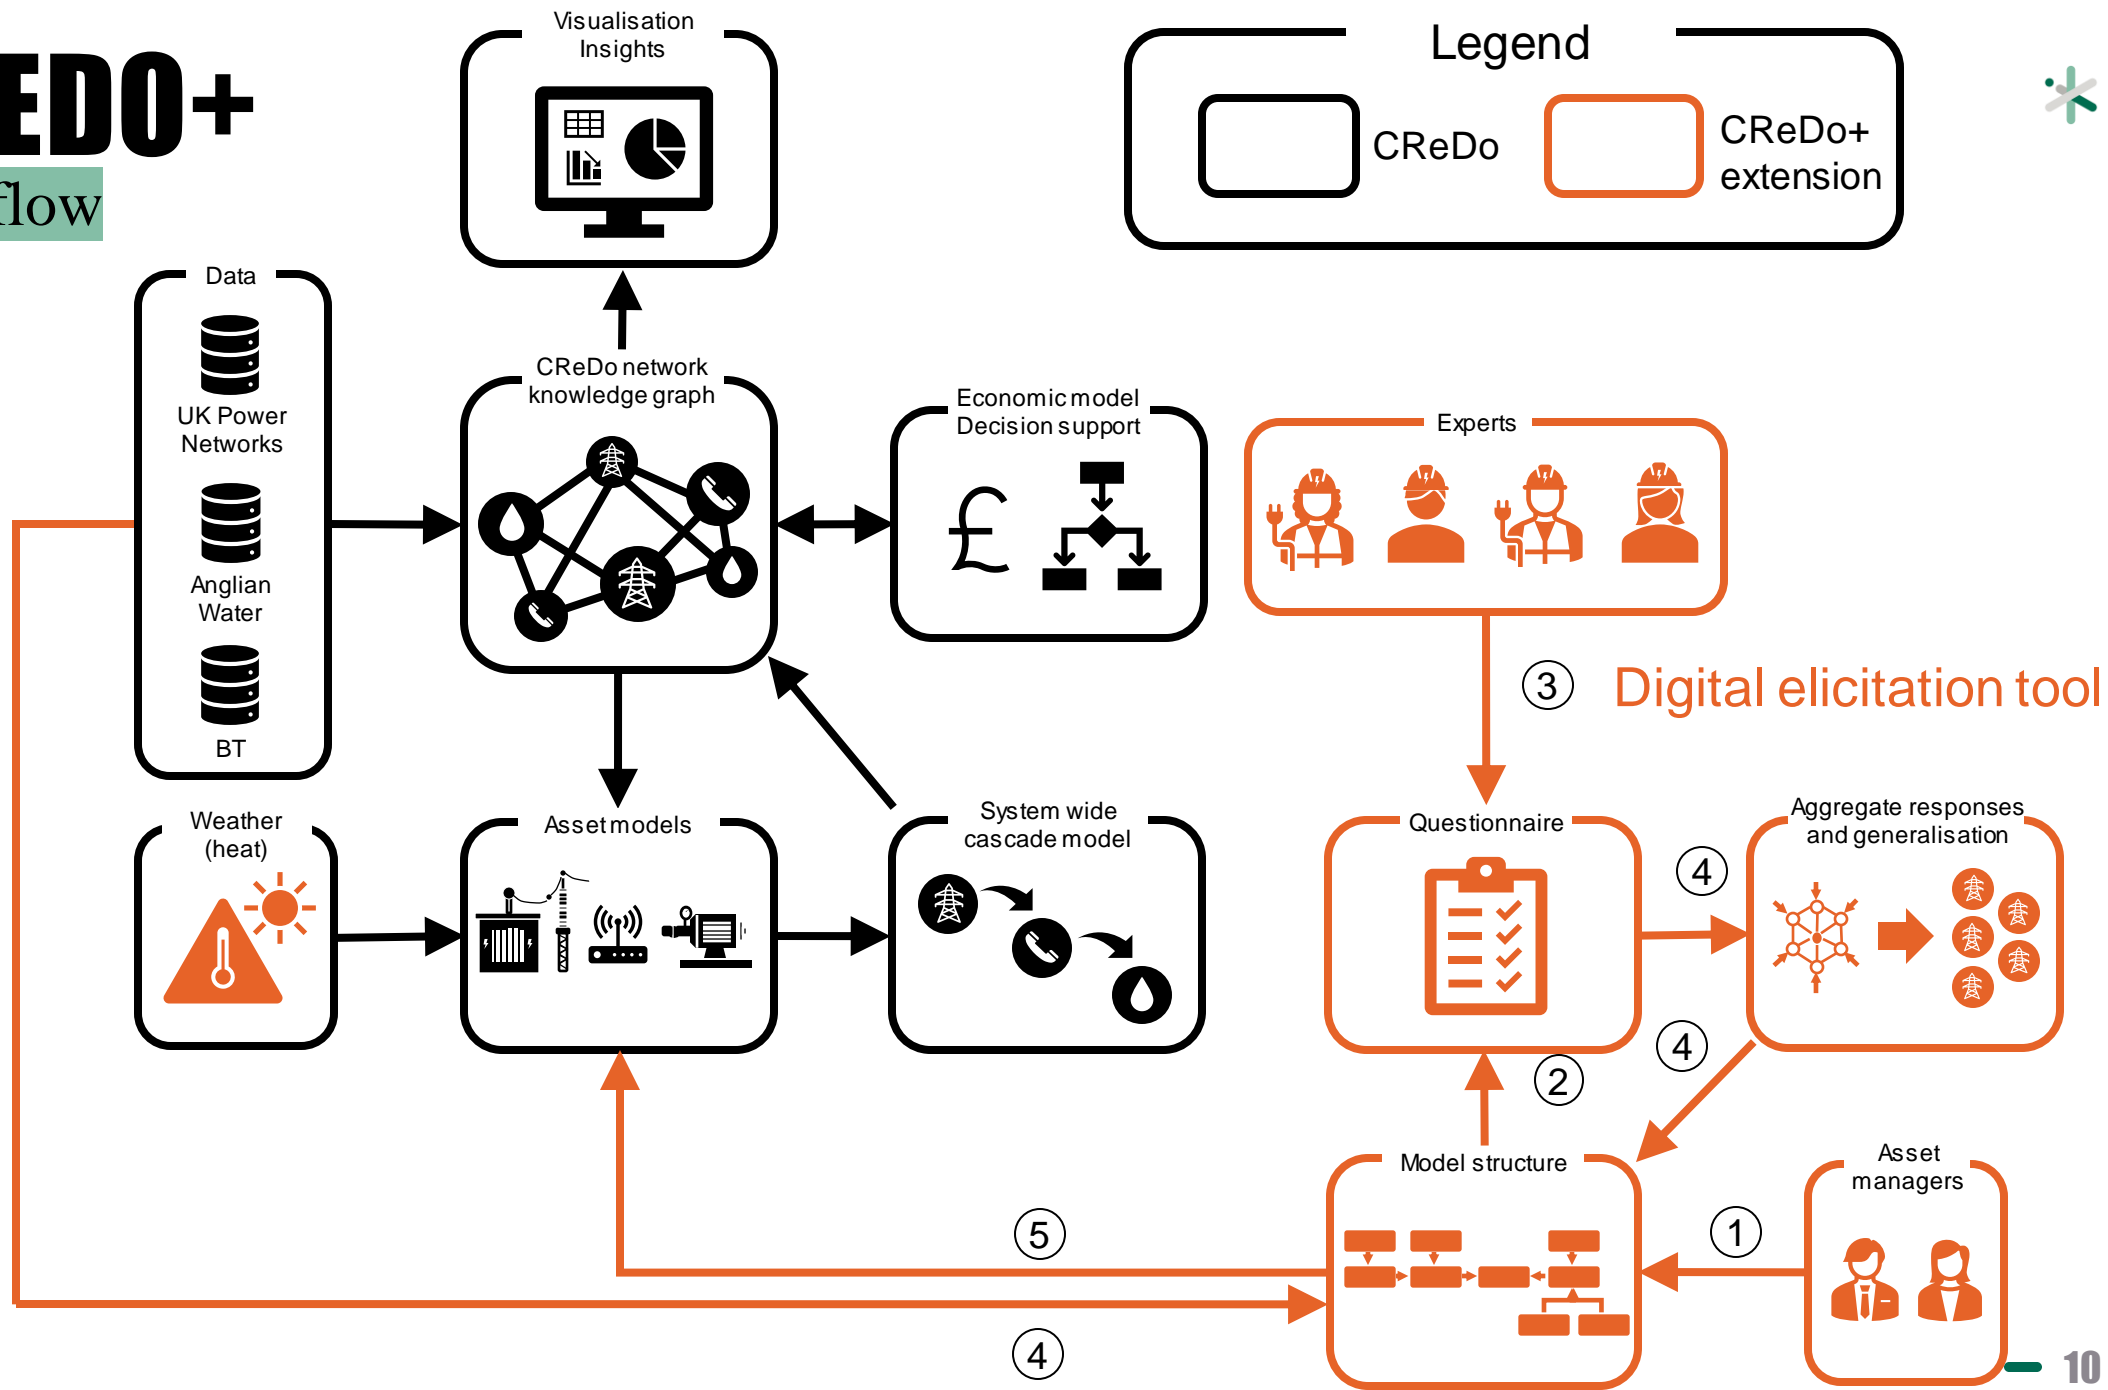 EDO+
flow
Visualisation
Insights
Legend
CReDo
CReDo+
extension
Data
UK Power
Networks
Anglian
Water
BT
CReDo network
knowledge graph
Economic model
Decision support
£
Experts
3
Digital elicitation tool
Weather
(heat)
Asset models
System wide
cascade model
Questionnaire
Aggregate responses
and generalisation
4
4
2
Model structure
Asset
managers
5
1
4
10